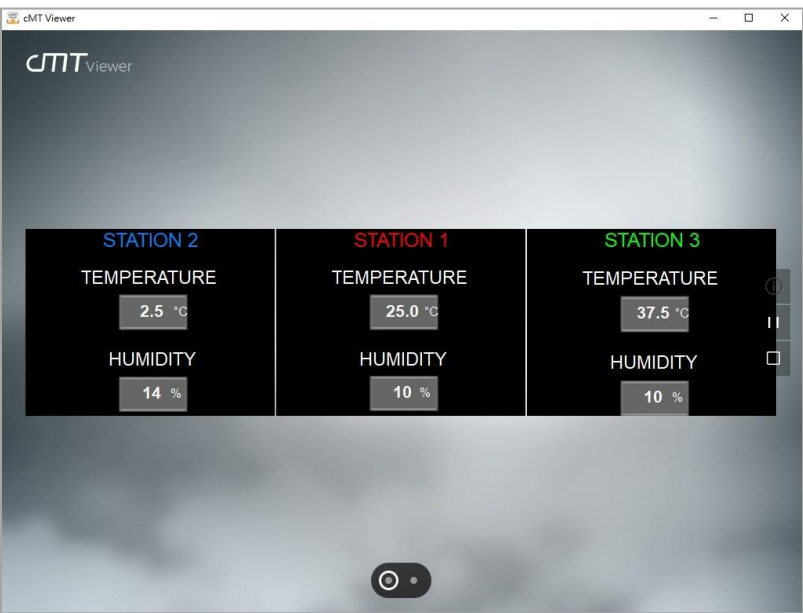 cMT Viewer
cMT Viewer
STATION 2
TEMPERATURE
2.5 °C
HUMIDITY
14 %
STATION 1
TEMPERATURE
25.0 °C
HUMIDITY
10 %
STATION 3
TEMPERATURE
37.5 °C
HUMIDITY
10 %